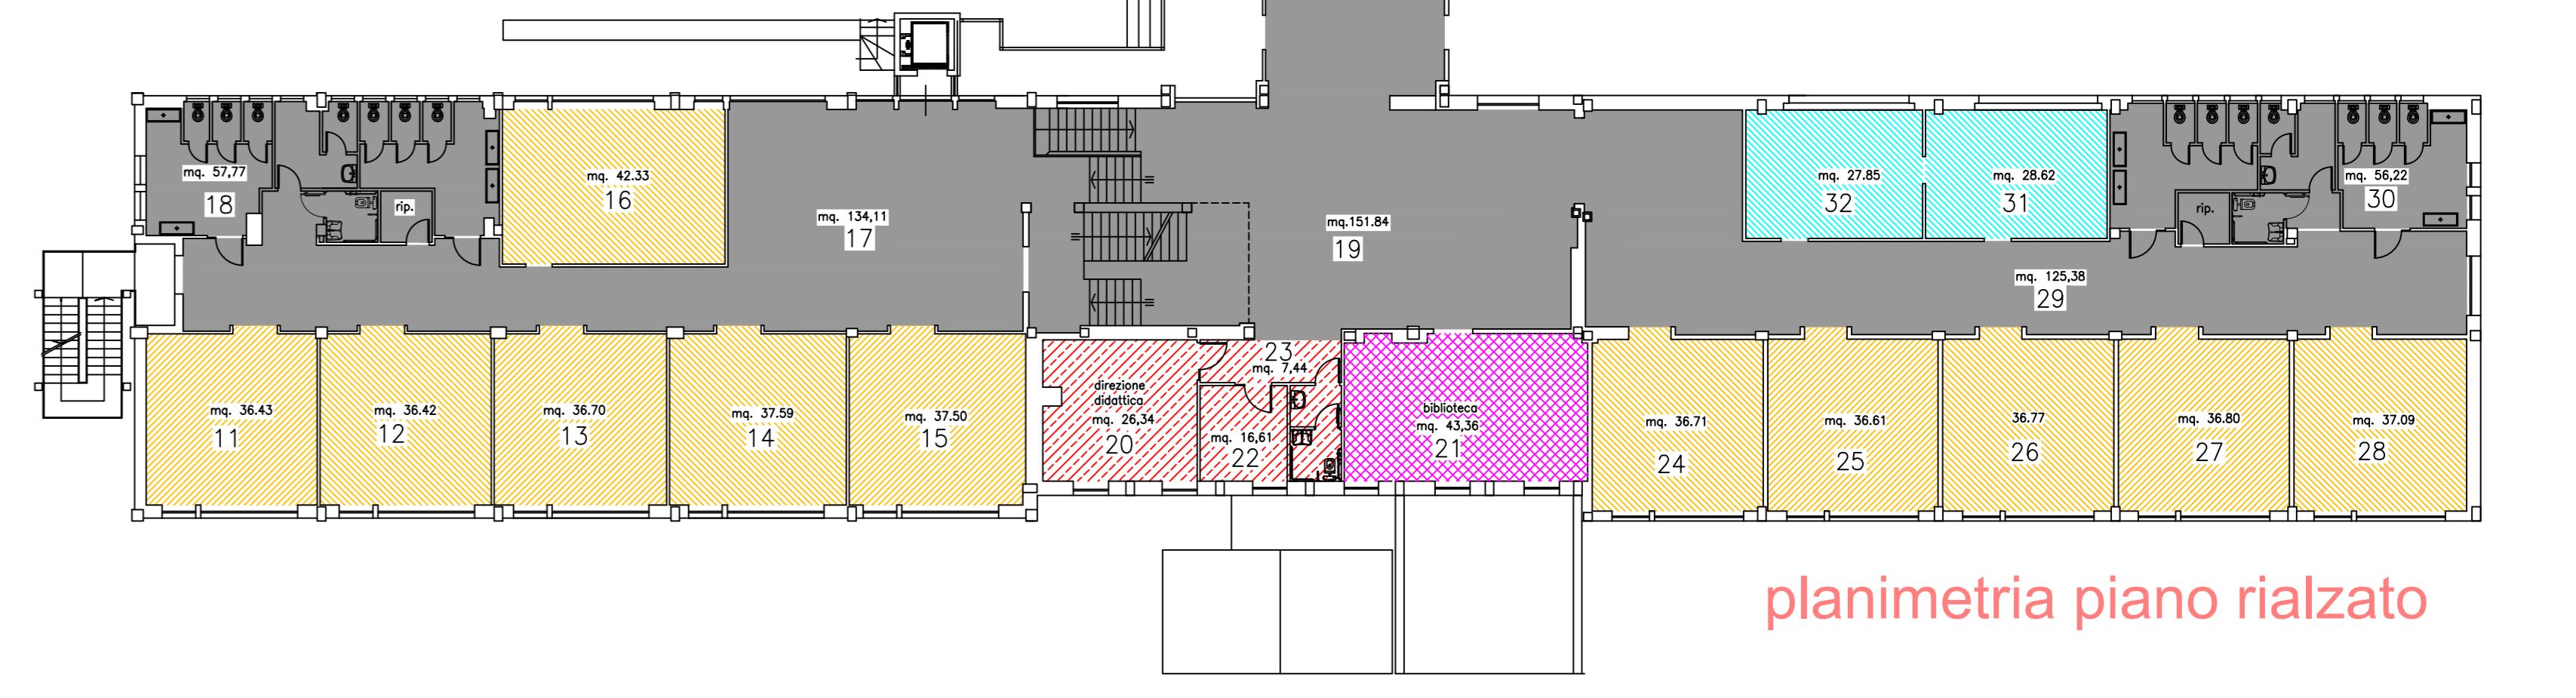 mq. 57,77
18
rip.
mq. 42.33
16
mq. 134,11
17
mq.151.84
19
mq. 27.85
32
mq. 28.62
31
rip.
mq. 56,22
30
mq. 125,38
29
mq. 36.43
11
mq. 36.42
12
mq. 36.70
13
mq. 37.59
14
mq. 37.50
15
direzione
didattica
mq. 26,34
20
23
mq. 7,44
mq. 16,61
22
biblioteca
mq. 43,36
21
mq. 36.71
24
mq. 36.61
25
36.77
26
mq. 36.80
27
mq. 37.09
28
planimetria piano rialzato